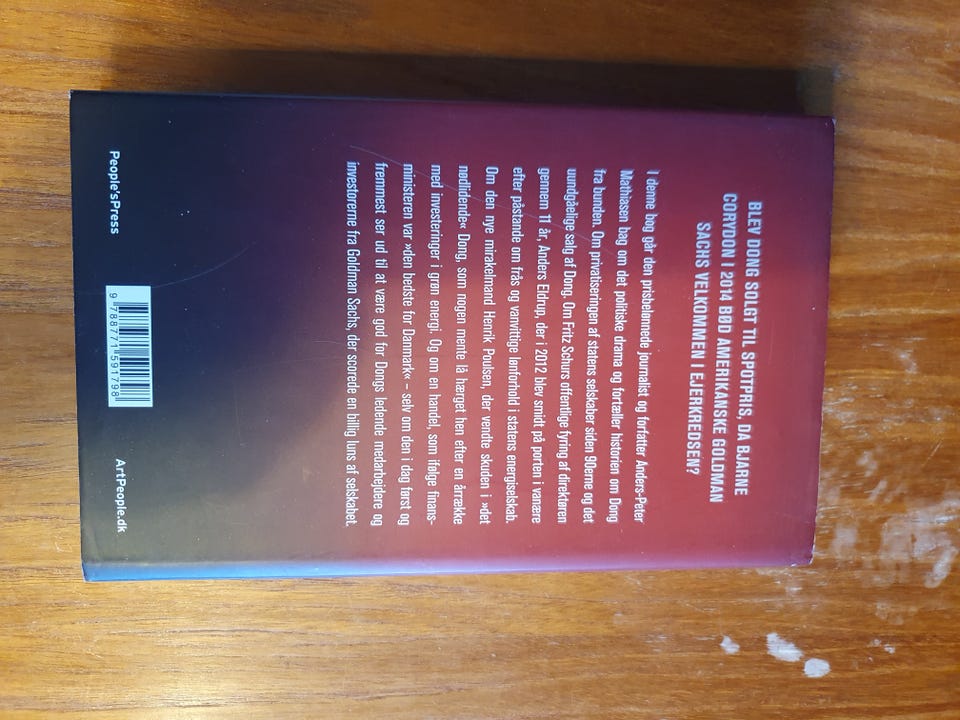 BLEV DONG SOLGT TIL SPOTPRIS, DA BJARNE
CORYDON I 2014 BØD AMERIKANSKE GOLDMAN
SACHS VELKOMMEN I EJERKREDSEN?
I denne bog går den prisbelønnede journalist og forfatter Anders-Peter
Mathiasen bag om det politiske drama og fortæller historien om Dong
fra bunden. Om privatiseringen af statens selskaber siden 90erne og det
uundgåelige salg af Dong. Om Fritz Schurs offentlige fyring af direktøren
gennem 11 år, Anders Eldrup, der i 2012 blev smidt på porten i vanære
efter påstande om frås og vanvittige lønforhold i statens energiselskab.
Om den nye mirakelmand Henrik Poulsen, der vendte skuden i »det
nødlidende« Dong, som nogen mente lå hærget hen efter en årrække
med investeringer i grøn energi. Og om en handel, som ifølge finans-
ministeren var »den bedste for Danmark« – selv om den i dag først og
fremmest ser ud til at være god for Dongs ledende medarbejdere og
investorerne fra Goldman Sachs, der scorede en billig luns af selskabet.
People'sPress
9 788771 591798
ArtPeople.dk